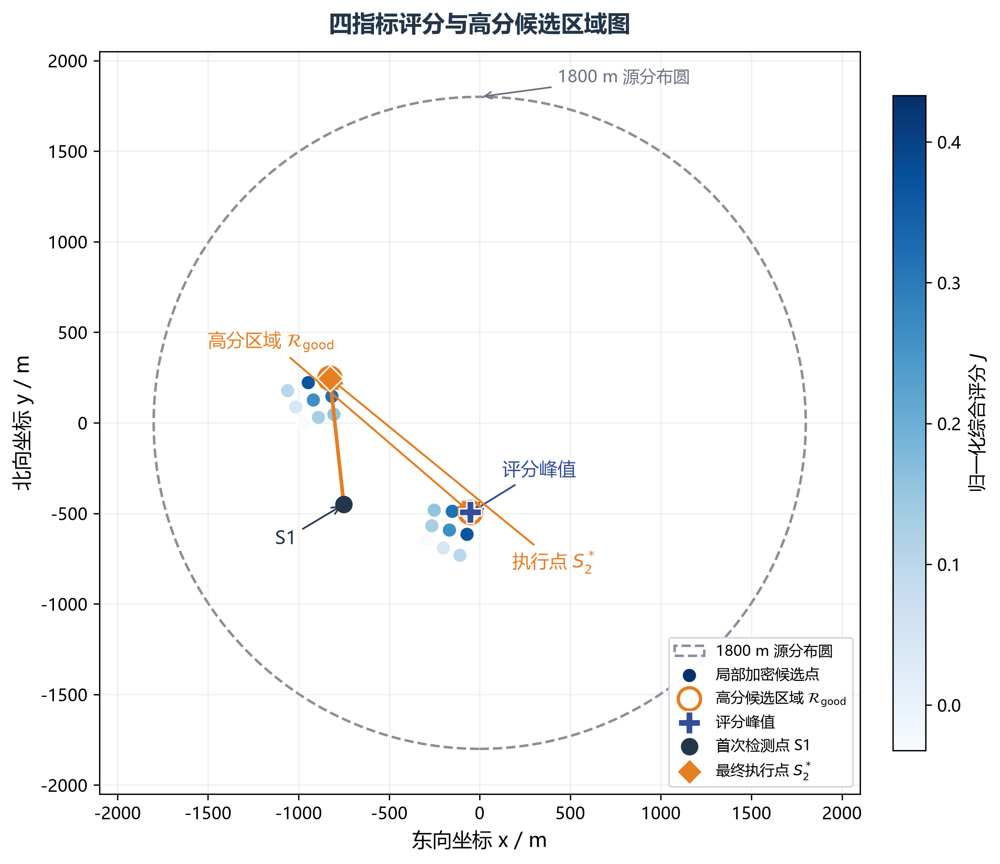 四指标评分与高分候选区域图
1800 m 源分布圆
2000
1500
1000
500
0
-500
-1000
-1500
-2000
北向坐标 y / m
高分区域 𝓡good
评分峰值
S1
执行点 S₂*
1800 m 源分布圆
局部加密候选点
高分候选区域 𝓡good
评分峰值
首次检测点 S1
最终执行点 S₂*
-2000 -1500 -1000 -500 0 500 1000 1500 2000
东向坐标 x / m
0.4
0.3
0.2
0.1
0.0
归一化综合评分 J